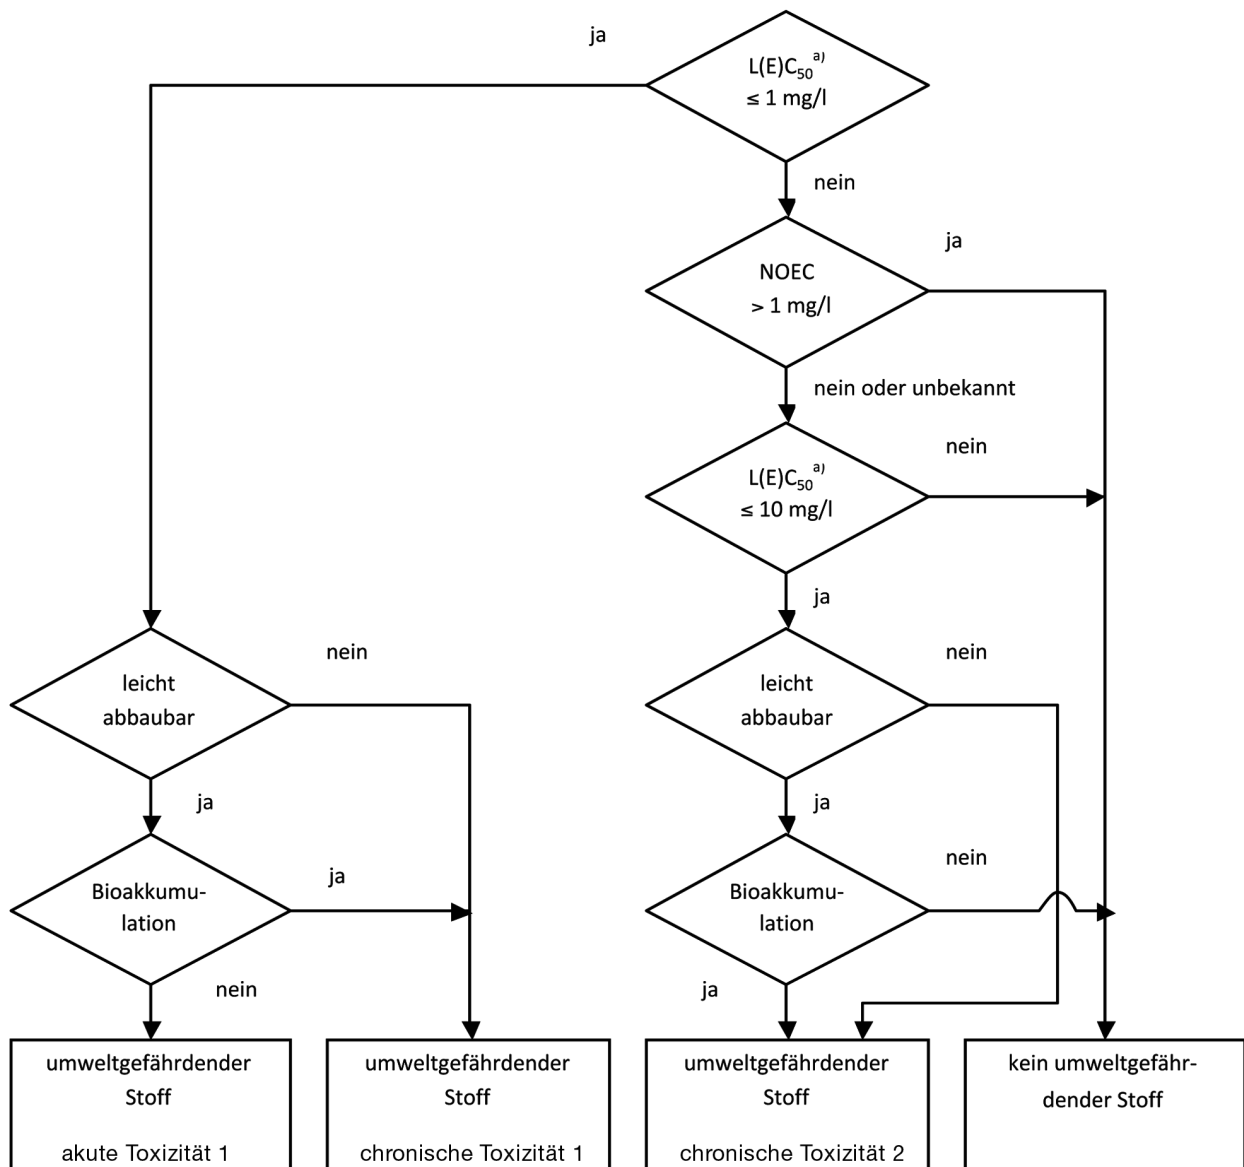 ja
L(E)C50 a)
≤ 1 mg/l
nein
ja
NOEC
> 1 mg/l
nein oder unbekannt
nein
L(E)C50 a)
≤ 10 mg/l
ja
nein
leicht
abbaubar
ja
nein
leicht
abbaubar
ja
Bioakkumu-
lation
ja
nein
nein
Bioakkumu-
lation
ja
umweltgefährdender
Stoff
akute Toxizität 1
umweltgefährdender
Stoff
chronische Toxizität 1
umweltgefährdender
Stoff
chronische Toxizität 2
kein umweltgefähr-
dender Stoff